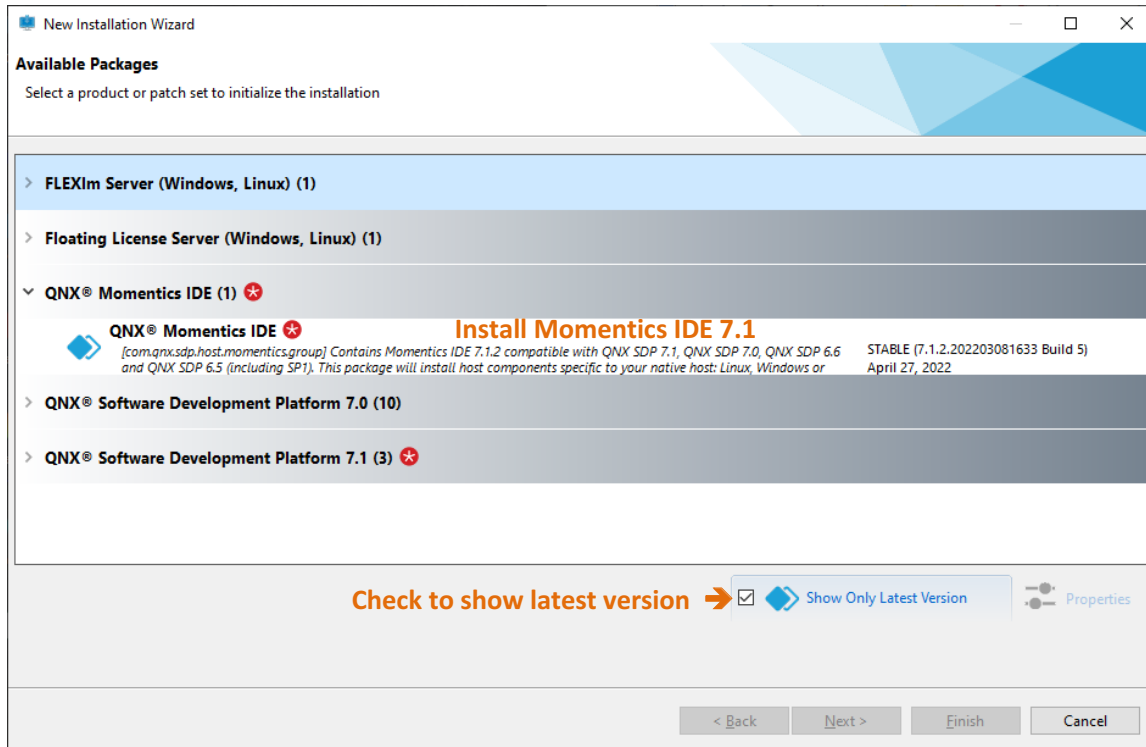 New Installation Wizard
Available Packages
Select a product or patch set to initialize the installation
FLEXlm Server (Windows, Linux) (1)
Floating License Server (Windows, Linux) (1)
QNX® Momentics IDE (1)
QNX® Momentics IDE
Install Momentics IDE 7.1
[com.qnx.sdp.host.momentics.group] Contains Momentics IDE 7.1.2 compatible with QNX SDP 7.1, QNX SDP 7.0, QNX SDP 6.6
STABLE (7.1.2.202203081633 Build 5)
and QNX SDP 6.5 (including SP1). This package will install host components specific to your native host: Linux, Windows or
April 27, 2022
QNX® Software Development Platform 7.0 (10)
QNX® Software Development Platform 7.1 (3)
Check to show latest version
Show Only Latest Version
Properties
< Back
Next >
Finish
Cancel